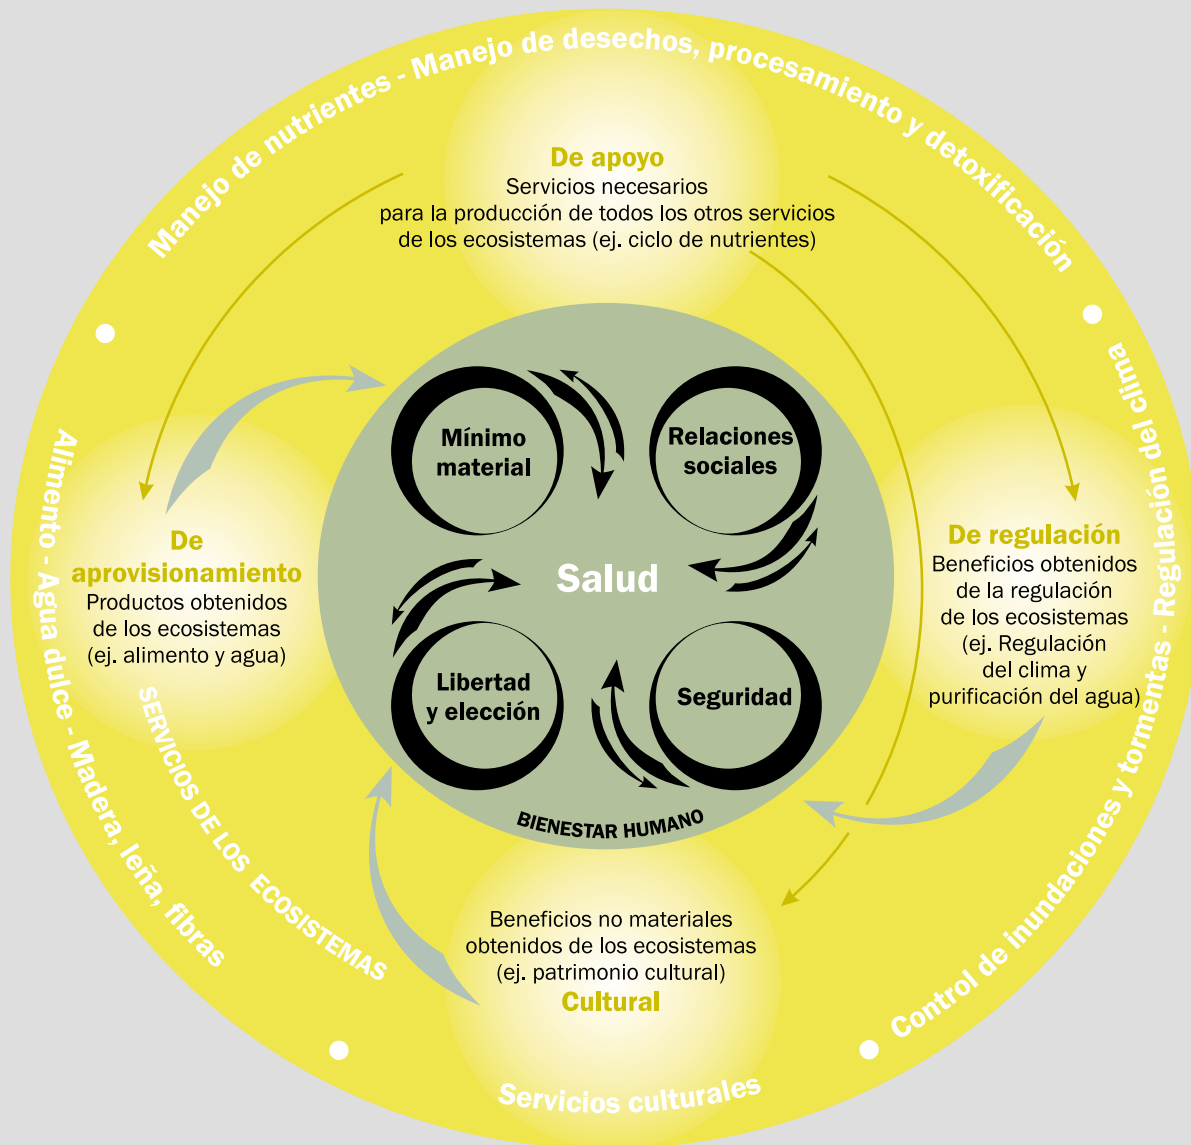 Manejo de nutrientes - Manejo de desechos, procesamiento y detoxificación
De apoyo
Servicios necesarios
para la producción de todos los otros servicios
de los ecosistemas (ej. ciclo de nutrientes)
Mínimo
material
Relaciones
sociales
Salud
Libertad
y elección
Seguridad
BIENESTAR HUMANO
De
aprovisionamiento
Productos obtenidos
de los ecosistemas
(ej. alimento y agua)
De regulación
Beneficios obtenidos
de la regulación
de los ecosistemas
(ej. Regulación
del clima y
purificación del agua)
Alimento - Agua dulce - Madera, leña, fibras
SERVICIOS DE LOS ECOSISTEMAS
Control de inundaciones y tormentas - Regulación del clima
Beneficios no materiales
obtenidos de los ecosistemas
(ej. patrimonio cultural)
Cultural
Servicios culturales